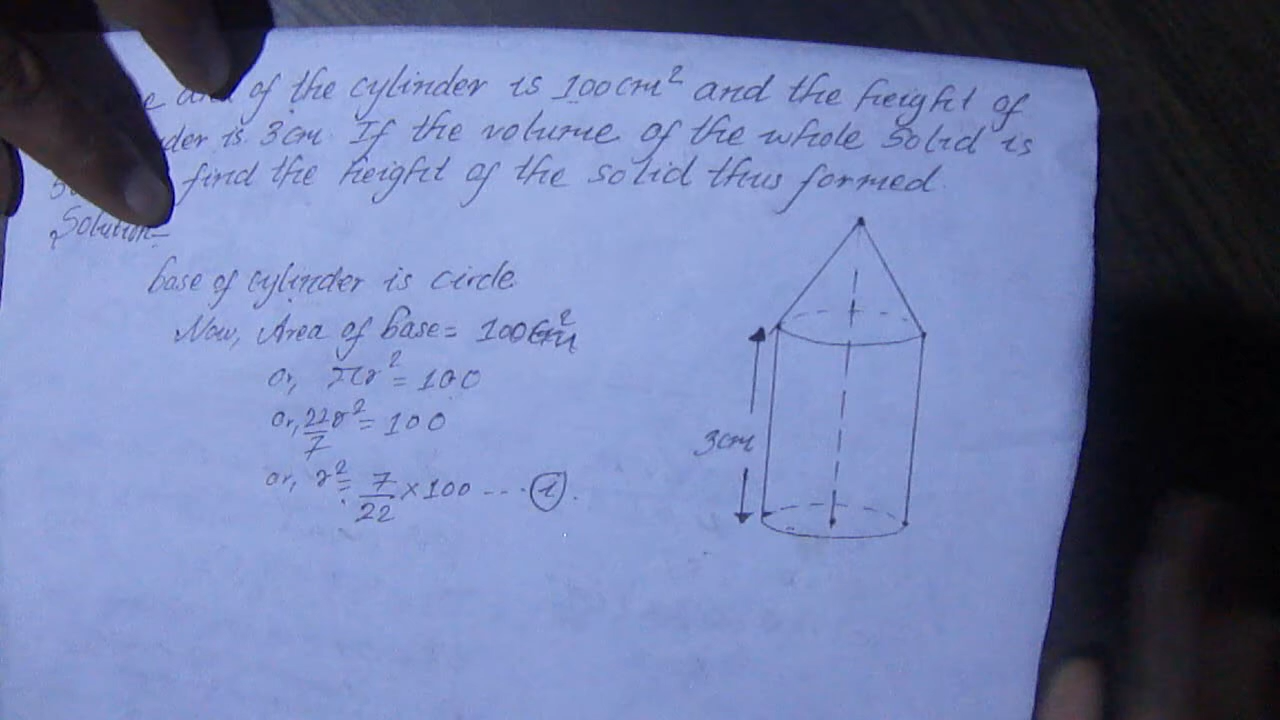 of the cylinder is 100cm² and the height of
is 3cm If the volume of the whole solid is
find the height of the solid thus formed
Solution-
base of cylinder is circle
Now, Area of base = 100cm²
or, πr² = 100
or, 22/7 r² = 100
or, r² = 7/22 × 100 --- (1).
3cm